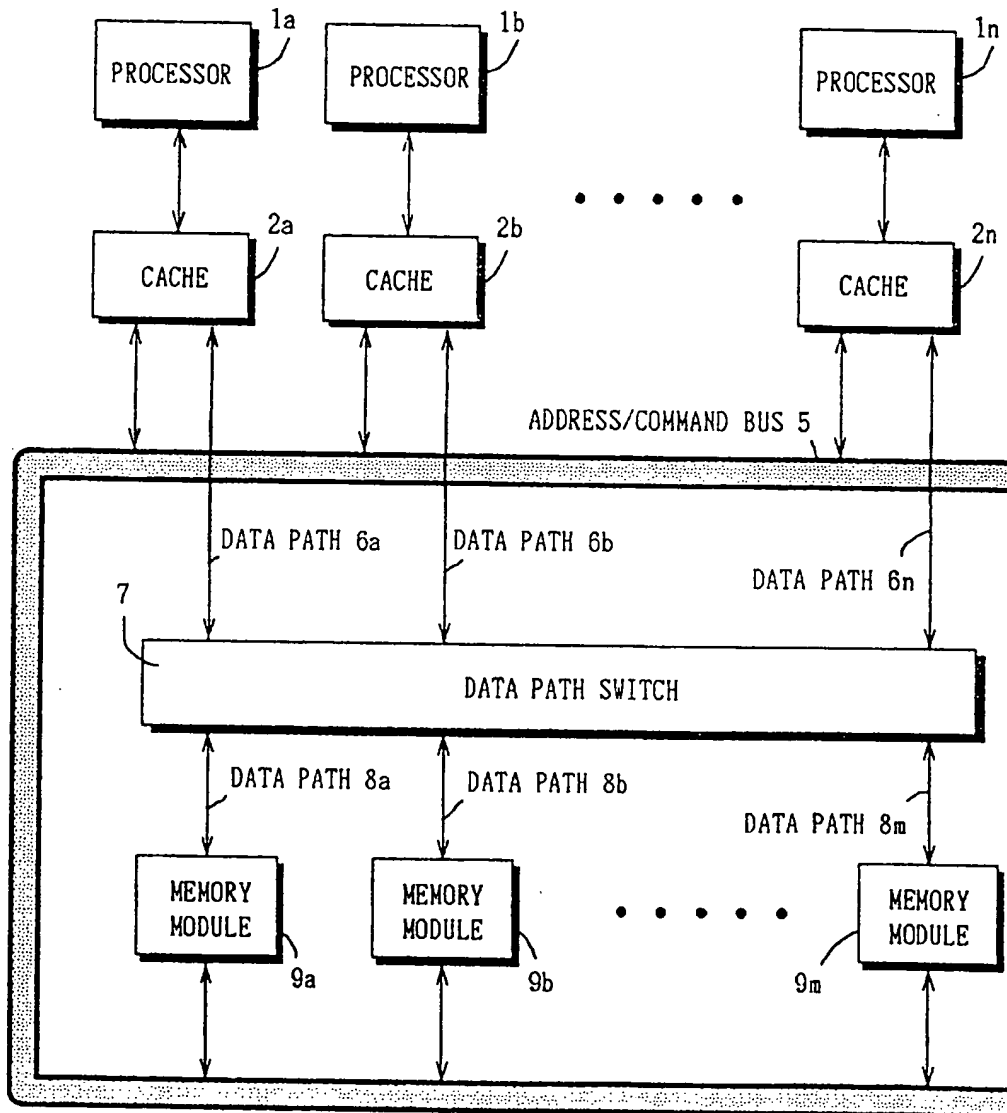 1a
1b
1n
PROCESSOR
PROCESSOR
PROCESSOR
2a
2b
2n
CACHE
CACHE
CACHE
ADDRESS/COMMAND BUS 5
DATA PATH 6a
DATA PATH 6b
DATA PATH 6n
7
DATA PATH SWITCH
DATA PATH 8a
DATA PATH 8b
DATA PATH 8m
MEMORY
MODULE
MEMORY
MODULE
MEMORY
MODULE
9a
9b
9m